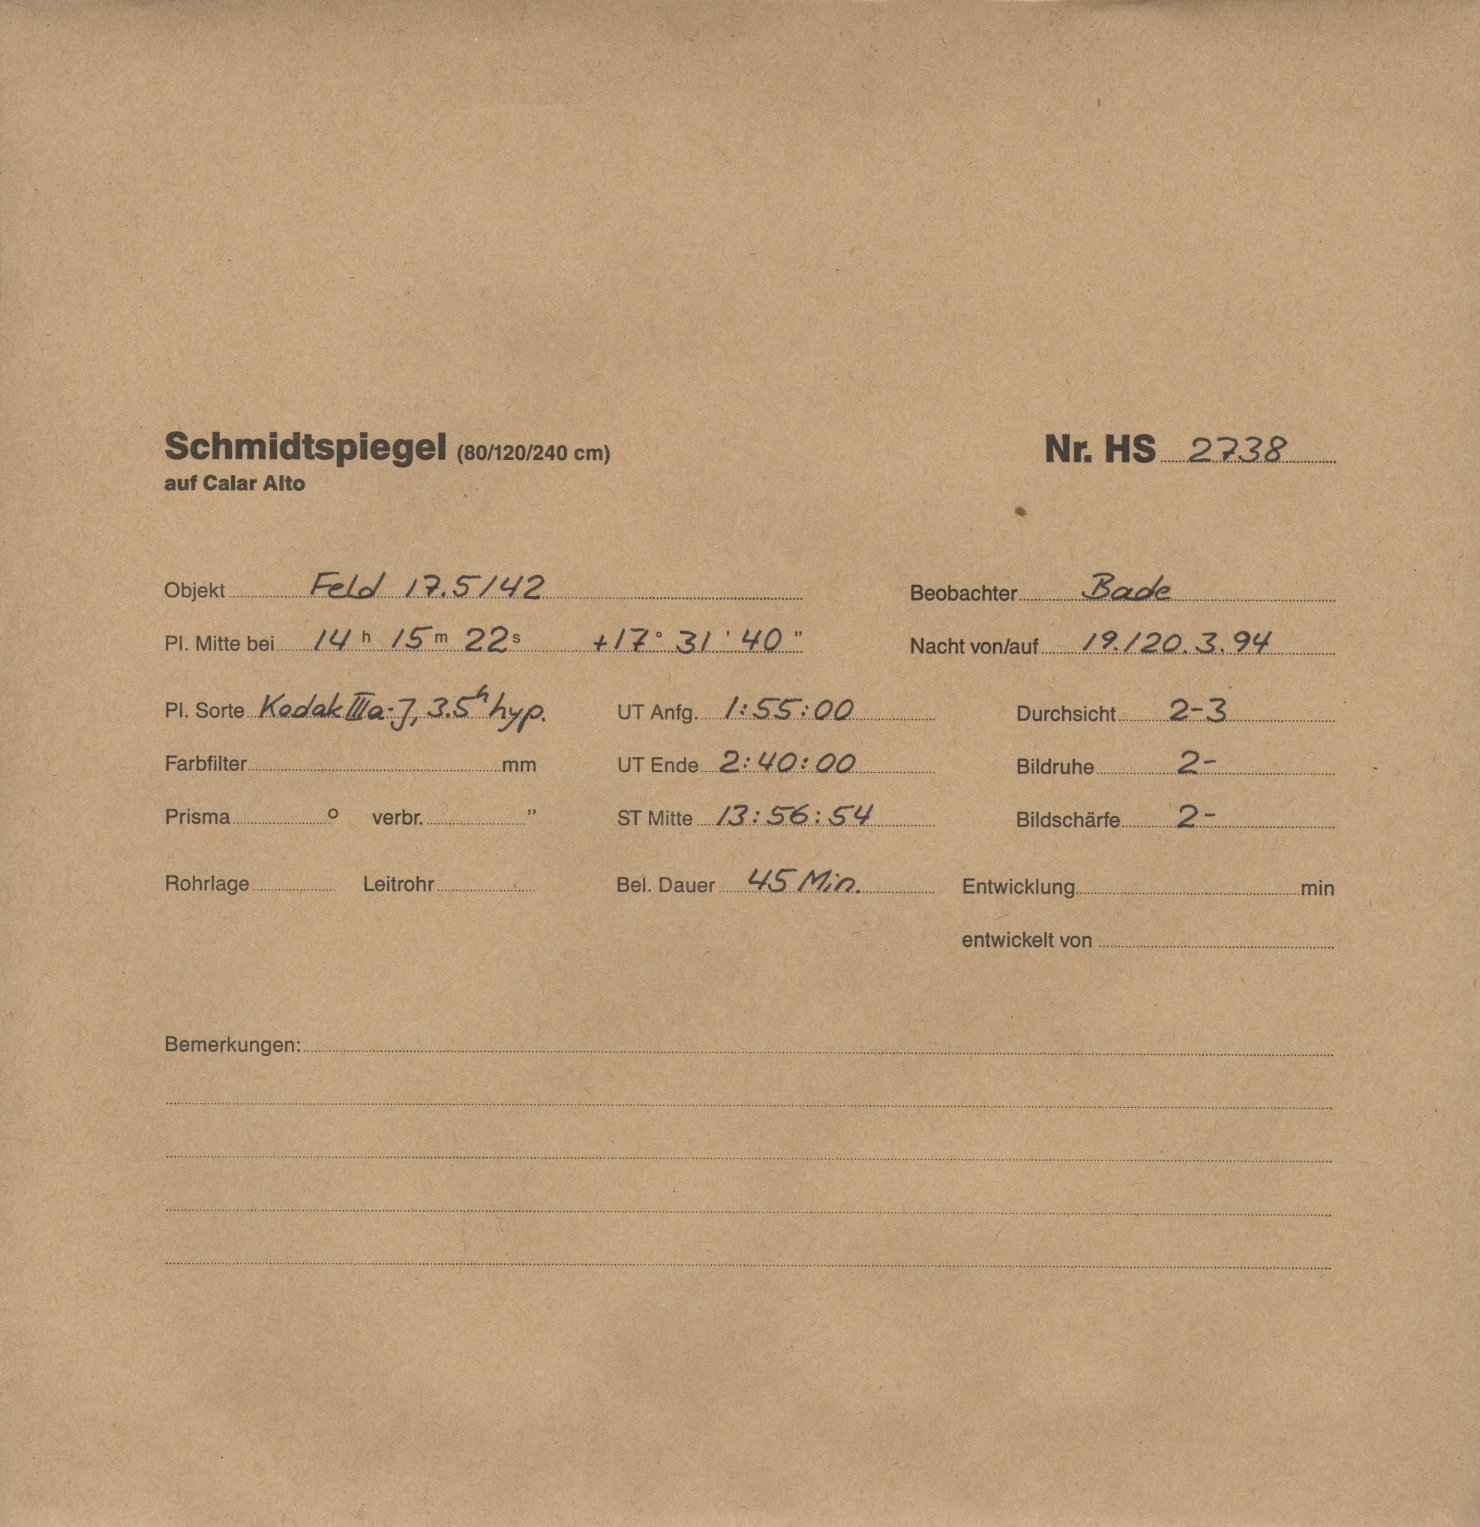 Schmidtspiegel (80/120/240 cm) Nr. HS 2738
auf Calar Alto
Objekt Feld 17.5/42 Beobachter Bade
Pl. Mitte bei 14 h 15 m 22 s +17° 31 ' 40 " Nacht von/auf 19./20.3.94
Pl. Sorte Kodak IIIa-J, 3.5h hyp. UT Anfg. 1:55:00 Durchsicht 2-3
Farbfilter mm UT Ende 2:40:00 Bildruhe 2-
Prisma ° verbr. " ST Mitte 13:56:54 Bildschärfe 2-
Rohrlage Leitrohr Bel. Dauer 45 Min. Entwicklung min
entwickelt von
Bemerkungen: